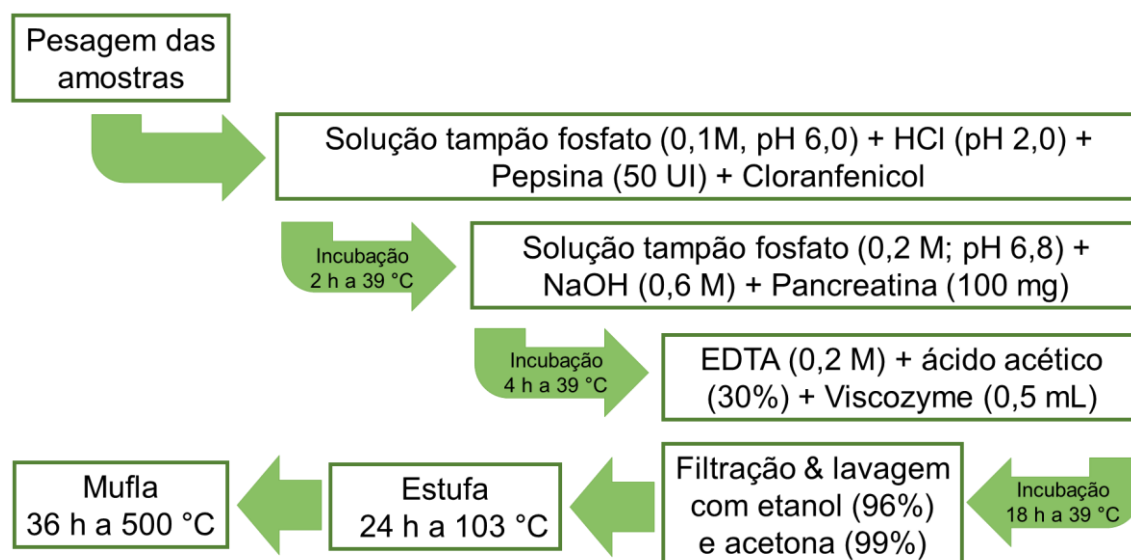 Pesagem das
amostras
Solução tampão fosfato (0,1M, pH 6,0) + HCl (pH 2,0) +
Pepsina (50 UI) + Cloranfenicol
Incubação
2 h a 39 °C
Solução tampão fosfato (0,2 M; pH 6,8) +
NaOH (0,6 M) + Pancreatina (100 mg)
Incubação
4 h a 39 °C
EDTA (0,2 M) + ácido acético
(30%) + Viscozyme (0,5 mL)
Incubação
18 h a 39 °C
Filtração & lavagem
com etanol (96%)
e acetona (99%)
Estufa
24 h a 103 °C
Mufla
36 h a 500 °C